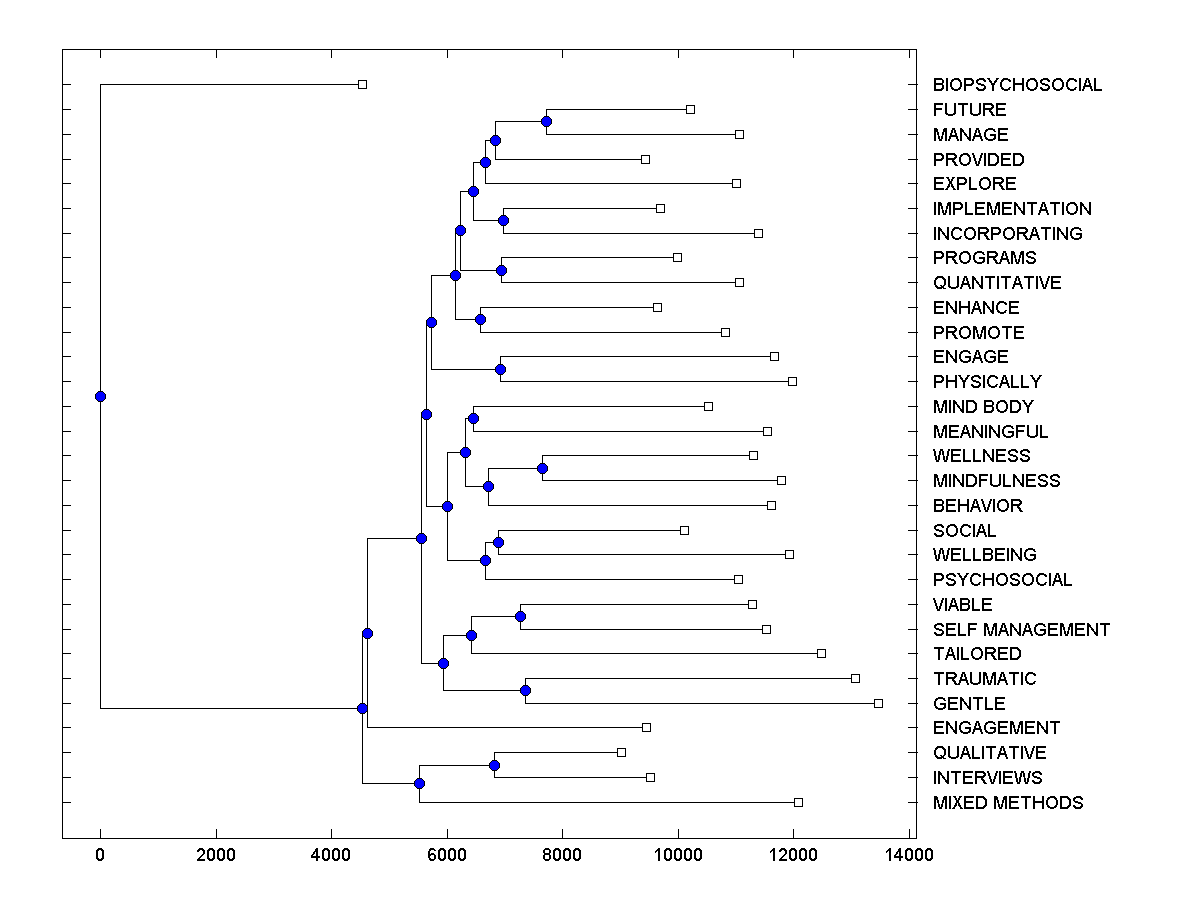 BIOPSYCHOSOCIAL
FUTURE
MANAGE
PROVIDED
EXPLORE
IMPLEMENTATION
INCORPORATING
PROGRAMS
QUANTITATIVE
ENHANCE
PROMOTE
ENGAGE
PHYSICALLY
MIND BODY
MEANINGFUL
WELLNESS
MINDFULNESS
BEHAVIOR
SOCIAL
WELLBEING
PSYCHOSOCIAL
VIABLE
SELF MANAGEMENT
TAILORED
TRAUMATIC
GENTLE
ENGAGEMENT
QUALITATIVE
INTERVIEWS
MIXED METHODS
0 2000 4000 6000 8000 10000 12000 14000